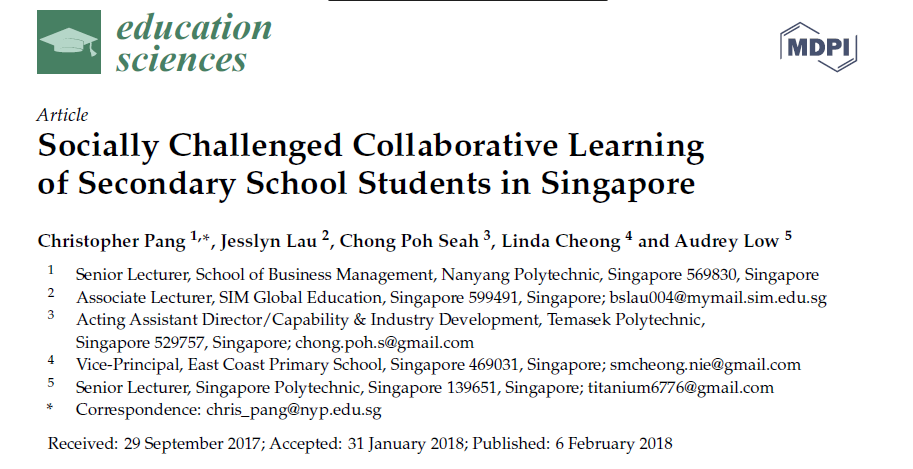 education
sciences
MDPI
Article
Socially Challenged Collaborative Learning
of Secondary School Students in Singapore
Christopher Pang 1,*, Jesslyn Lau 2, Chong Poh Seah 3, Linda Cheong 4 and Audrey Low 5
1 Senior Lecturer, School of Business Management, Nanyang Polytechnic, Singapore 569830, Singapore
2 Associate Lecturer, SIM Global Education, Singapore 599491, Singapore; bslau004@mymail.sim.edu.sg
3 Acting Assistant Director/Capability & Industry Development, Temasek Polytechnic,
Singapore 529757, Singapore; chong.poh.s@gmail.com
4 Vice-Principal, East Coast Primary School, Singapore 469031, Singapore; smcheong.nie@gmail.com
5 Senior Lecturer, Singapore Polytechnic, Singapore 139651, Singapore; titanium6776@gmail.com
* Correspondence: chris_pang@nyp.edu.sg
Received: 29 September 2017; Accepted: 31 January 2018; Published: 6 February 2018